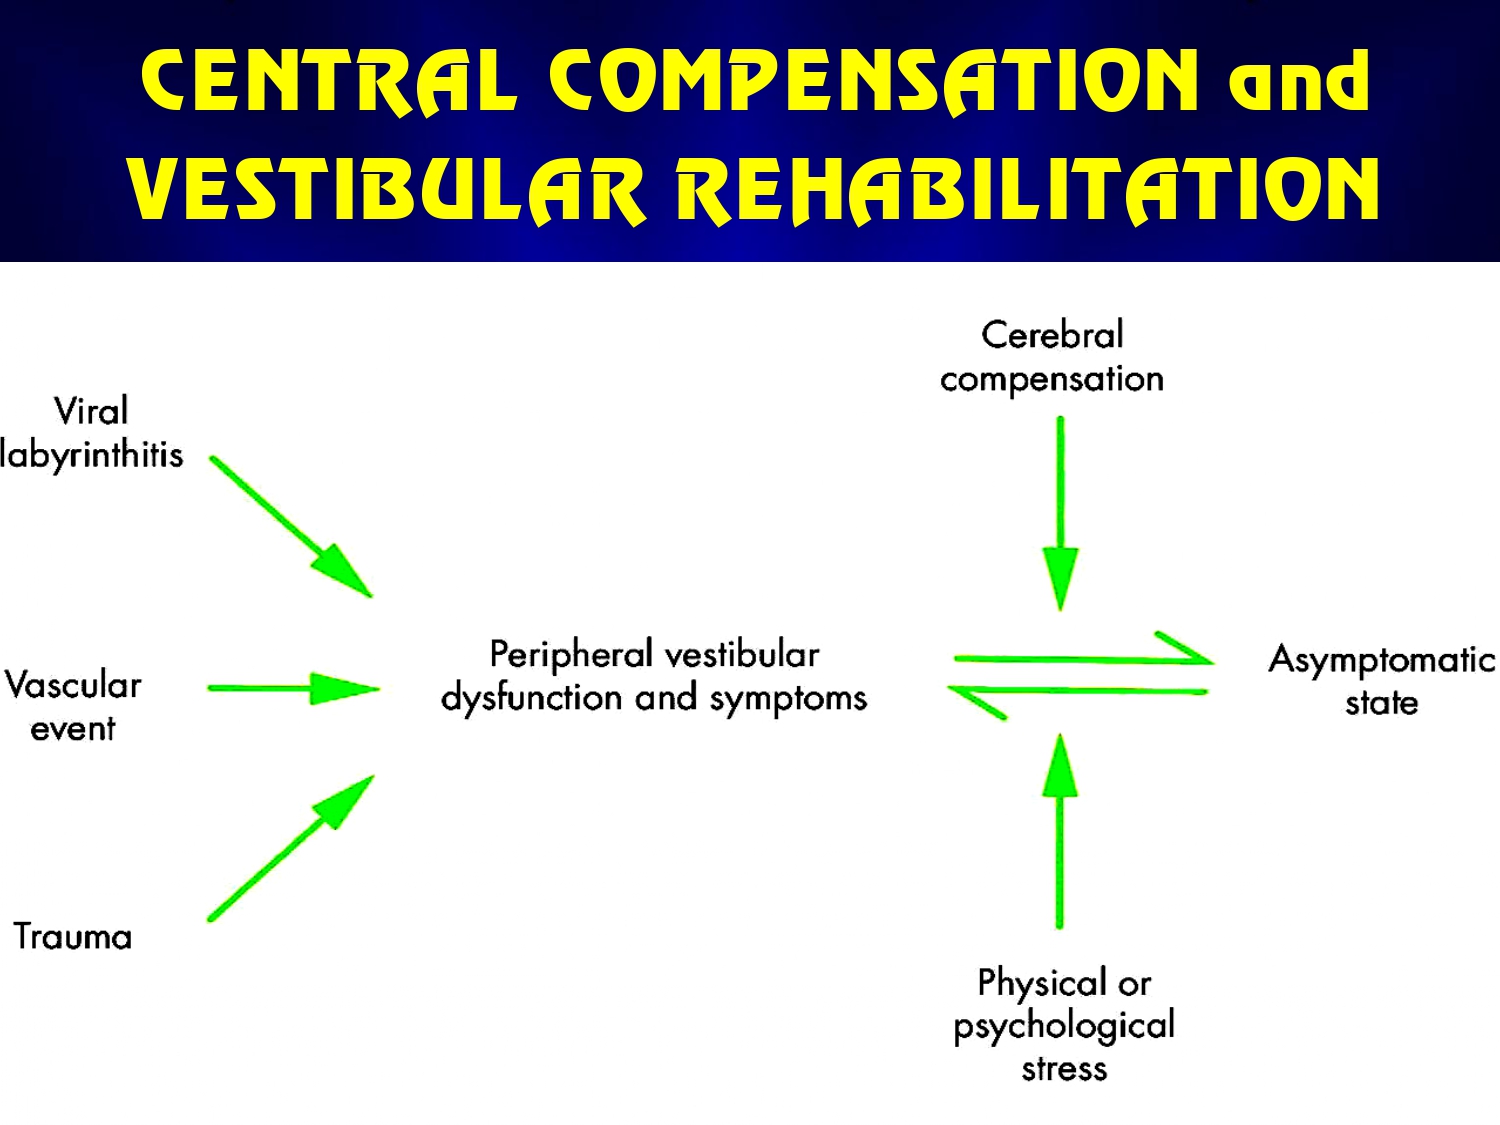 CENTRAL COMPENSATION and
VESTIBULAR REHABILITATION
Cerebral
compensation
Viral
labyrinthitis
Peripheral vestibular
dysfunction and symptoms
Asymptomatic
state
Vascular
event
Trauma
Physical or
psychological
stress